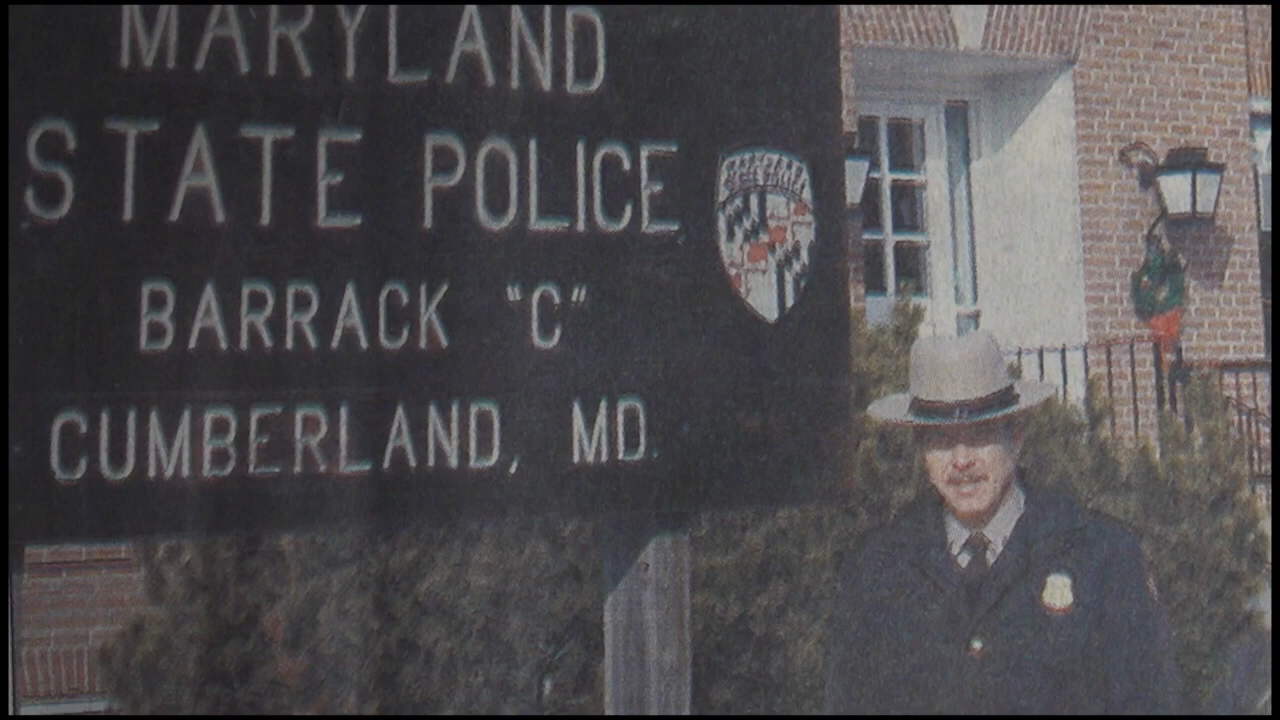 MARYLAND
STATE POLICE
BARRACK "C"
CUMBERLAND, MD.